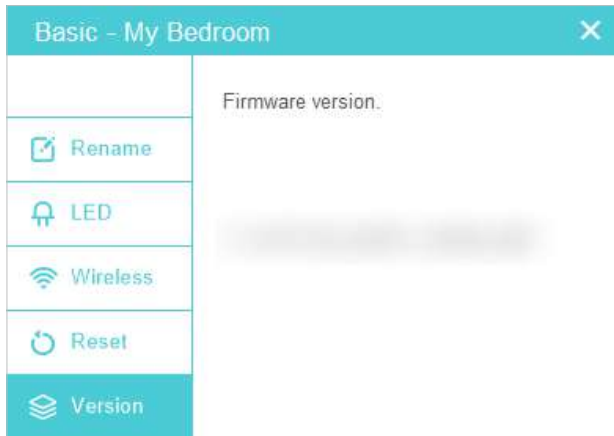 Basic - My Bedroom
Firmware version.
Rename
LED
Wireless
Reset
Version